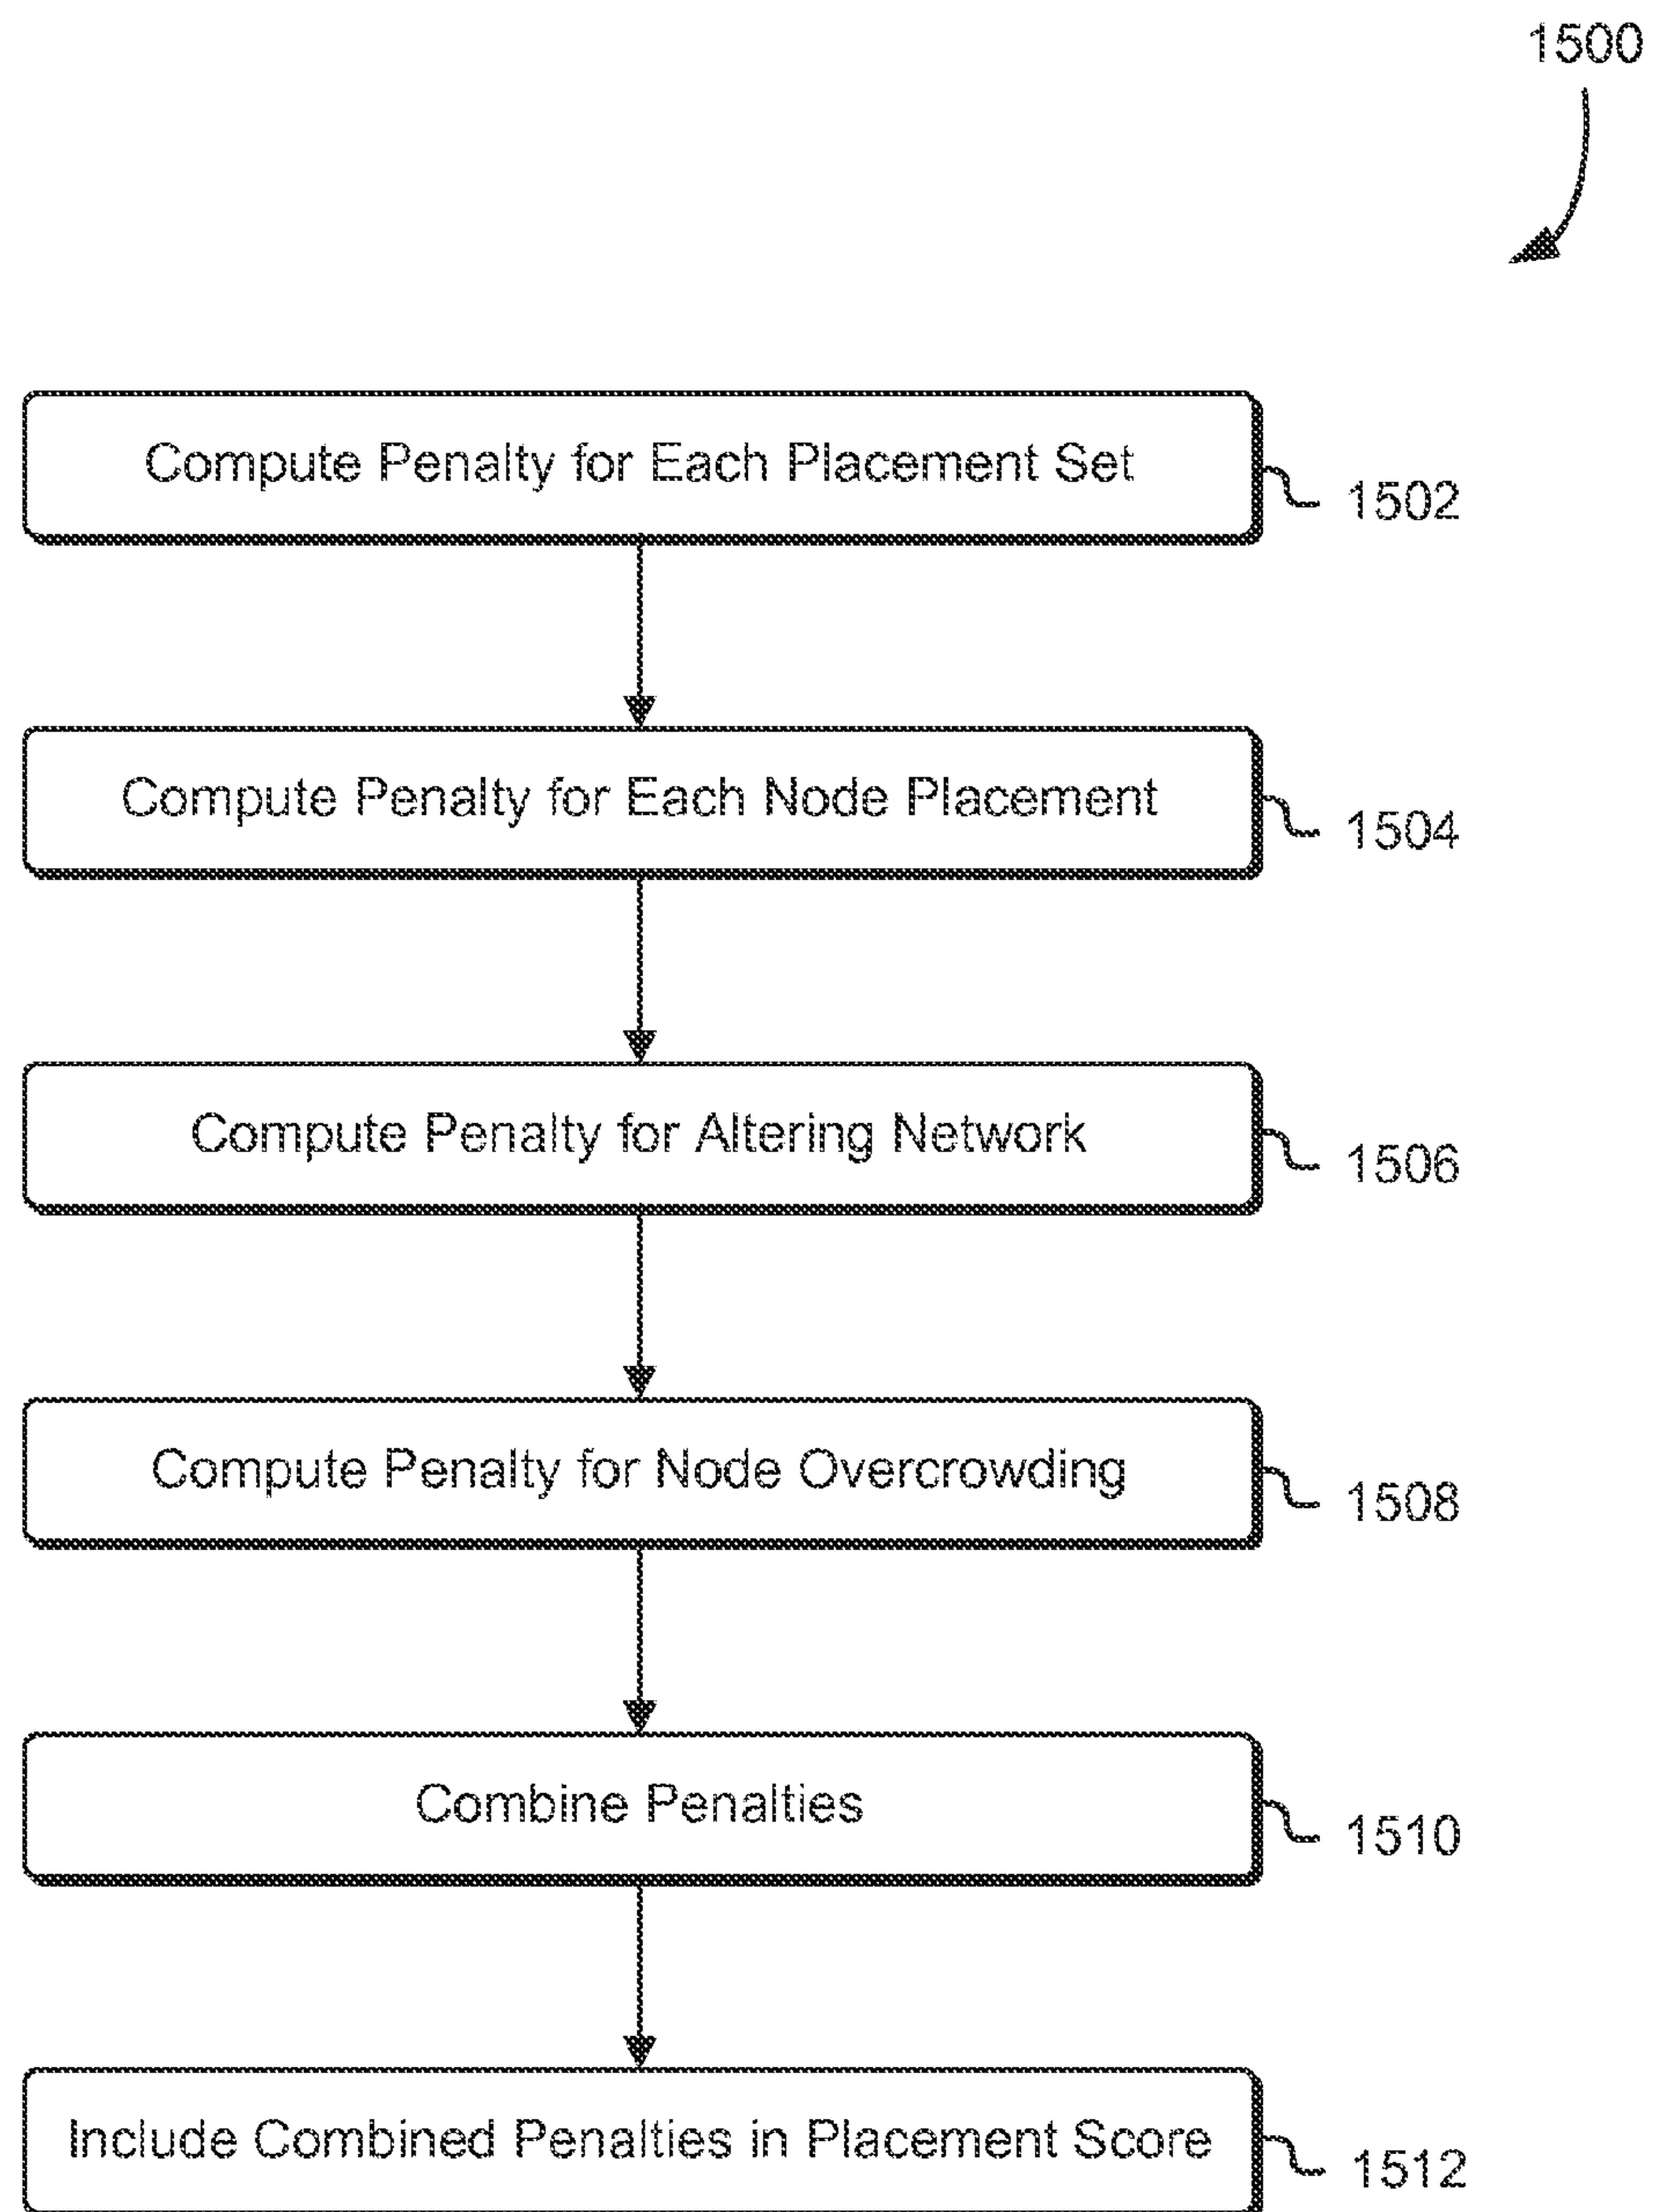 1500
Compute Penalty for Each Placement Set
1502
Compute Penalty for Each Node Placement
1504
Compute Penalty for Altering Network
1506
Compute Penalty for Node Overcrowding
1508
Combine Penalties
1510
Include Combined Penalties in Placement Score
1512